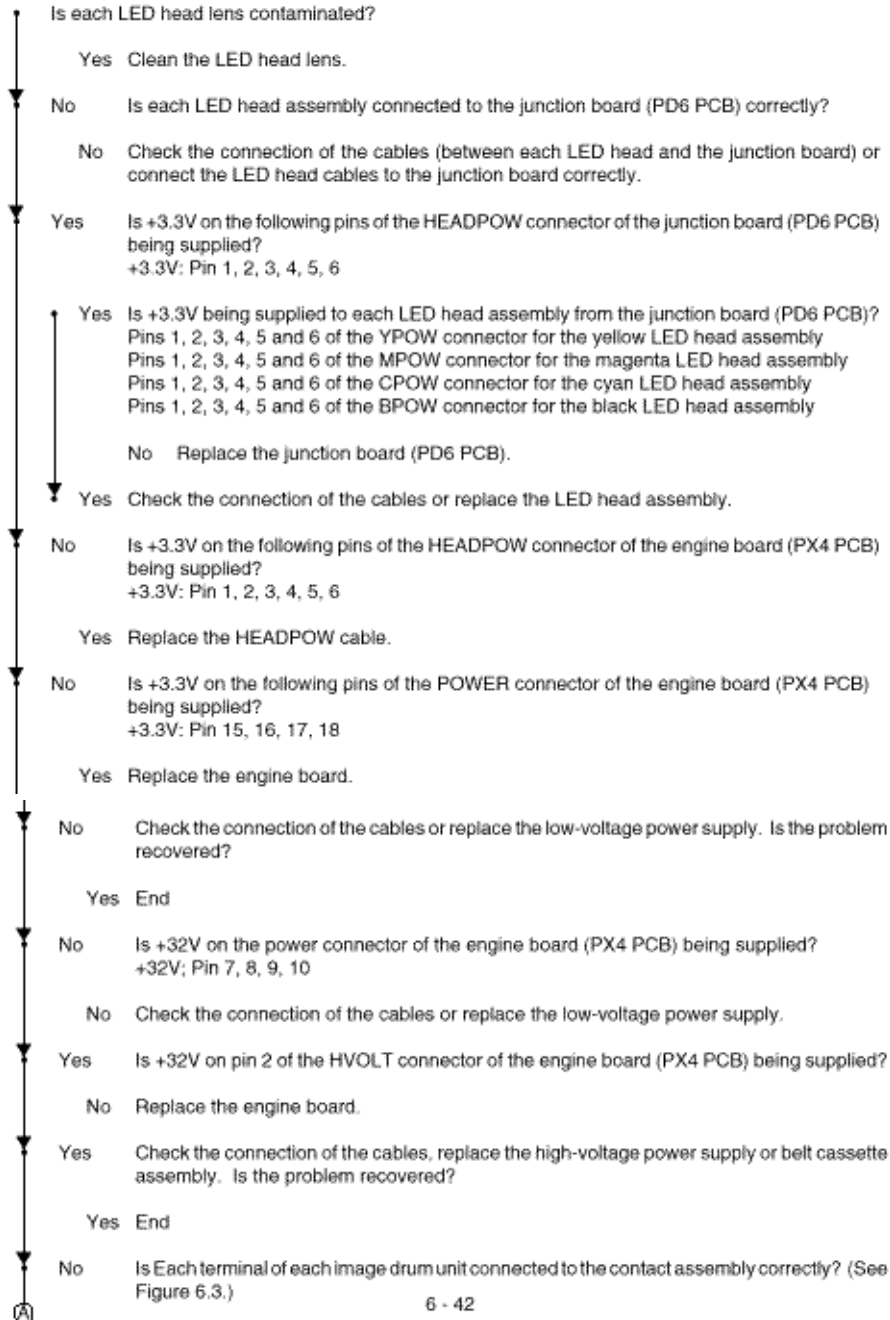 Is each LED head lens contaminated?
Yes Clean the LED head lens.
No Is each LED head assembly connected to the junction board (PD6 PCB) correctly?
No Check the connection of the cables (between each LED head and the junction board) or
connect the LED head cables to the junction board correctly.
Yes Is +3.3V on the following pins of the HEADPOW connector of the junction board (PD6 PCB)
being supplied?
+3.3V: Pin 1, 2, 3, 4, 5, 6
Yes Is +3.3V being supplied to each LED head assembly from the junction board (PD6 PCB)?
Pins 1, 2, 3, 4, 5 and 6 of the YPOW connector for the yellow LED head assembly
Pins 1, 2, 3, 4, 5 and 6 of the MPOW connector for the magenta LED head assembly
Pins 1, 2, 3, 4, 5 and 6 of the CPOW connector for the cyan LED head assembly
Pins 1, 2, 3, 4, 5 and 6 of the BPOW connector for the black LED head assembly
No Replace the junction board (PD6 PCB).
Yes Check the connection of the cables or replace the LED head assembly.
No Is +3.3V on the following pins of the HEADPOW connector of the engine board (PX4 PCB)
being supplied?
+3.3V: Pin 1, 2, 3, 4, 5, 6
Yes Replace the HEADPOW cable.
No Is +3.3V on the following pins of the POWER connector of the engine board (PX4 PCB)
being supplied?
+3.3V: Pin 15, 16, 17, 18
Yes Replace the engine board.
No Check the connection of the cables or replace the low-voltage power supply. Is the problem
recovered?
Yes End
No Is +32V on the power connector of the engine board (PX4 PCB) being supplied?
+32V; Pin 7, 8, 9, 10
No Check the connection of the cables or replace the low-voltage power supply.
Yes Is +32V on pin 2 of the HVOLT connector of the engine board (PX4 PCB) being supplied?
No Replace the engine board.
Yes Check the connection of the cables, replace the high-voltage power supply or belt cassette
assembly. Is the problem recovered?
Yes End
No Is Each terminal of each image drum unit connected to the contact assembly correctly? (See
Figure 6.3.)
A
6 - 42